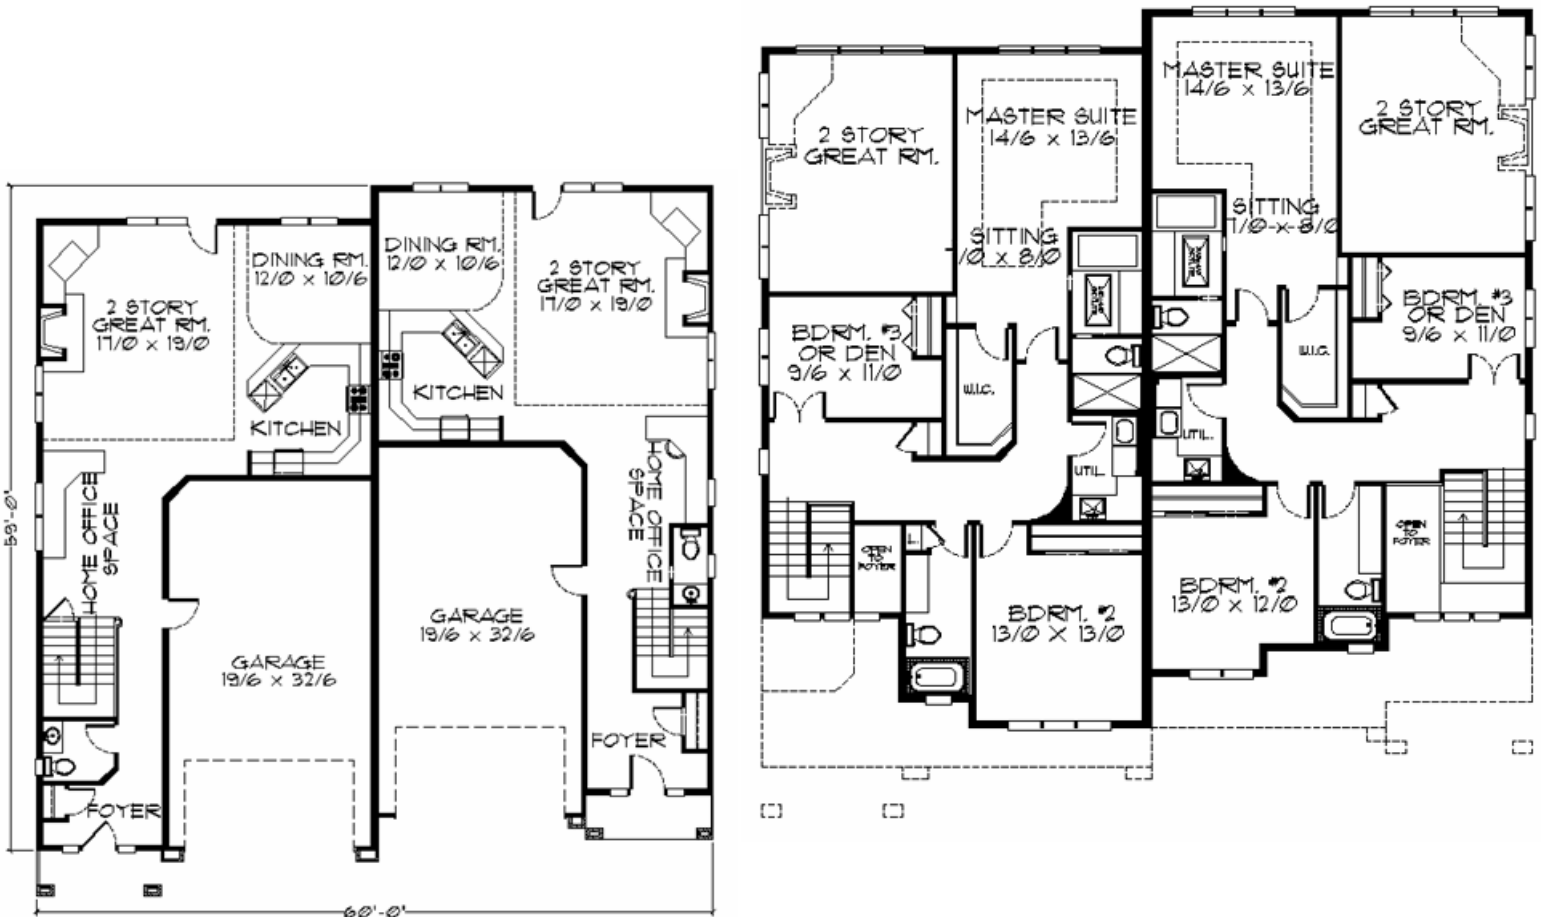 DINING RM.
12/0 X 10/6
2 STORY
GREAT RM.
17/0 X 19/0
KITCHEN
HOME OFFICE
SPACE
GARAGE
19/6 X 32/6
FOYER
59'-0"
DINING RM.
12/0 X 10/6
2 STORY
GREAT RM.
17/0 X 19/0
KITCHEN
HOME OFFICE
SPACE
GARAGE
19/6 X 32/6
FOYER
60'-0"
2 STORY
GREAT RM.
MASTER SUITE
14/6 X 13/6
SITTING
/0 X 8/0
BDRM. #3
OR DEN
9/6 X 11/0
W.I.C.
UTIL.
OPEN
TO
FOYER
L.
BDRM. #2
13/0 X 13/0
MASTER SUITE
14/6 X 13/6
2 STORY
GREAT RM.
SITTING
7/0 X 8/0
BDRM. #3
OR DEN
9/6 X 11/0
W.I.C.
UTIL.
OPEN
TO
FOYER
BDRM. #2
13/0 X 12/0